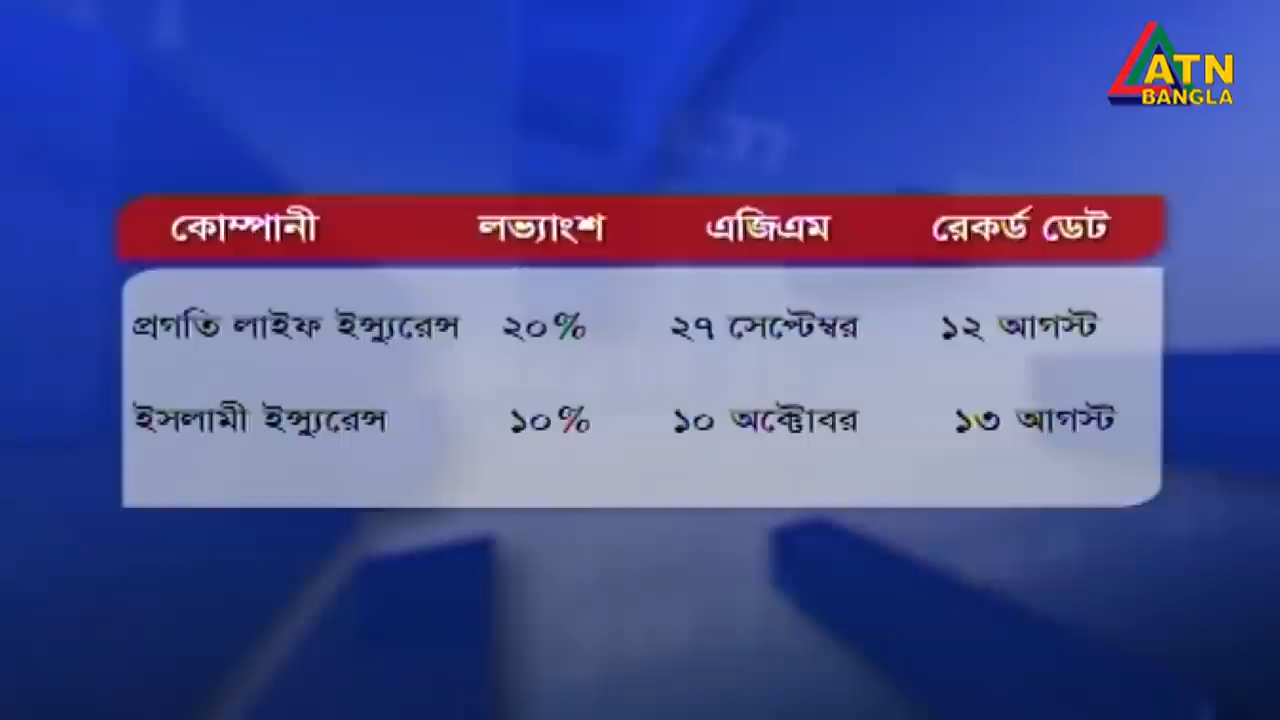 ATN
BANGLA
কোম্পানী লভ্যাংশ এজিএম রেকর্ড ডেট
প্রগতি লাইফ ইন্স্যুরেন্স ২০% ২৭ সেপ্টেম্বর ১২ আগস্ট
ইসলামী ইন্স্যুরেন্স ১০% ১০ অক্টোবর ১৩ আগস্ট